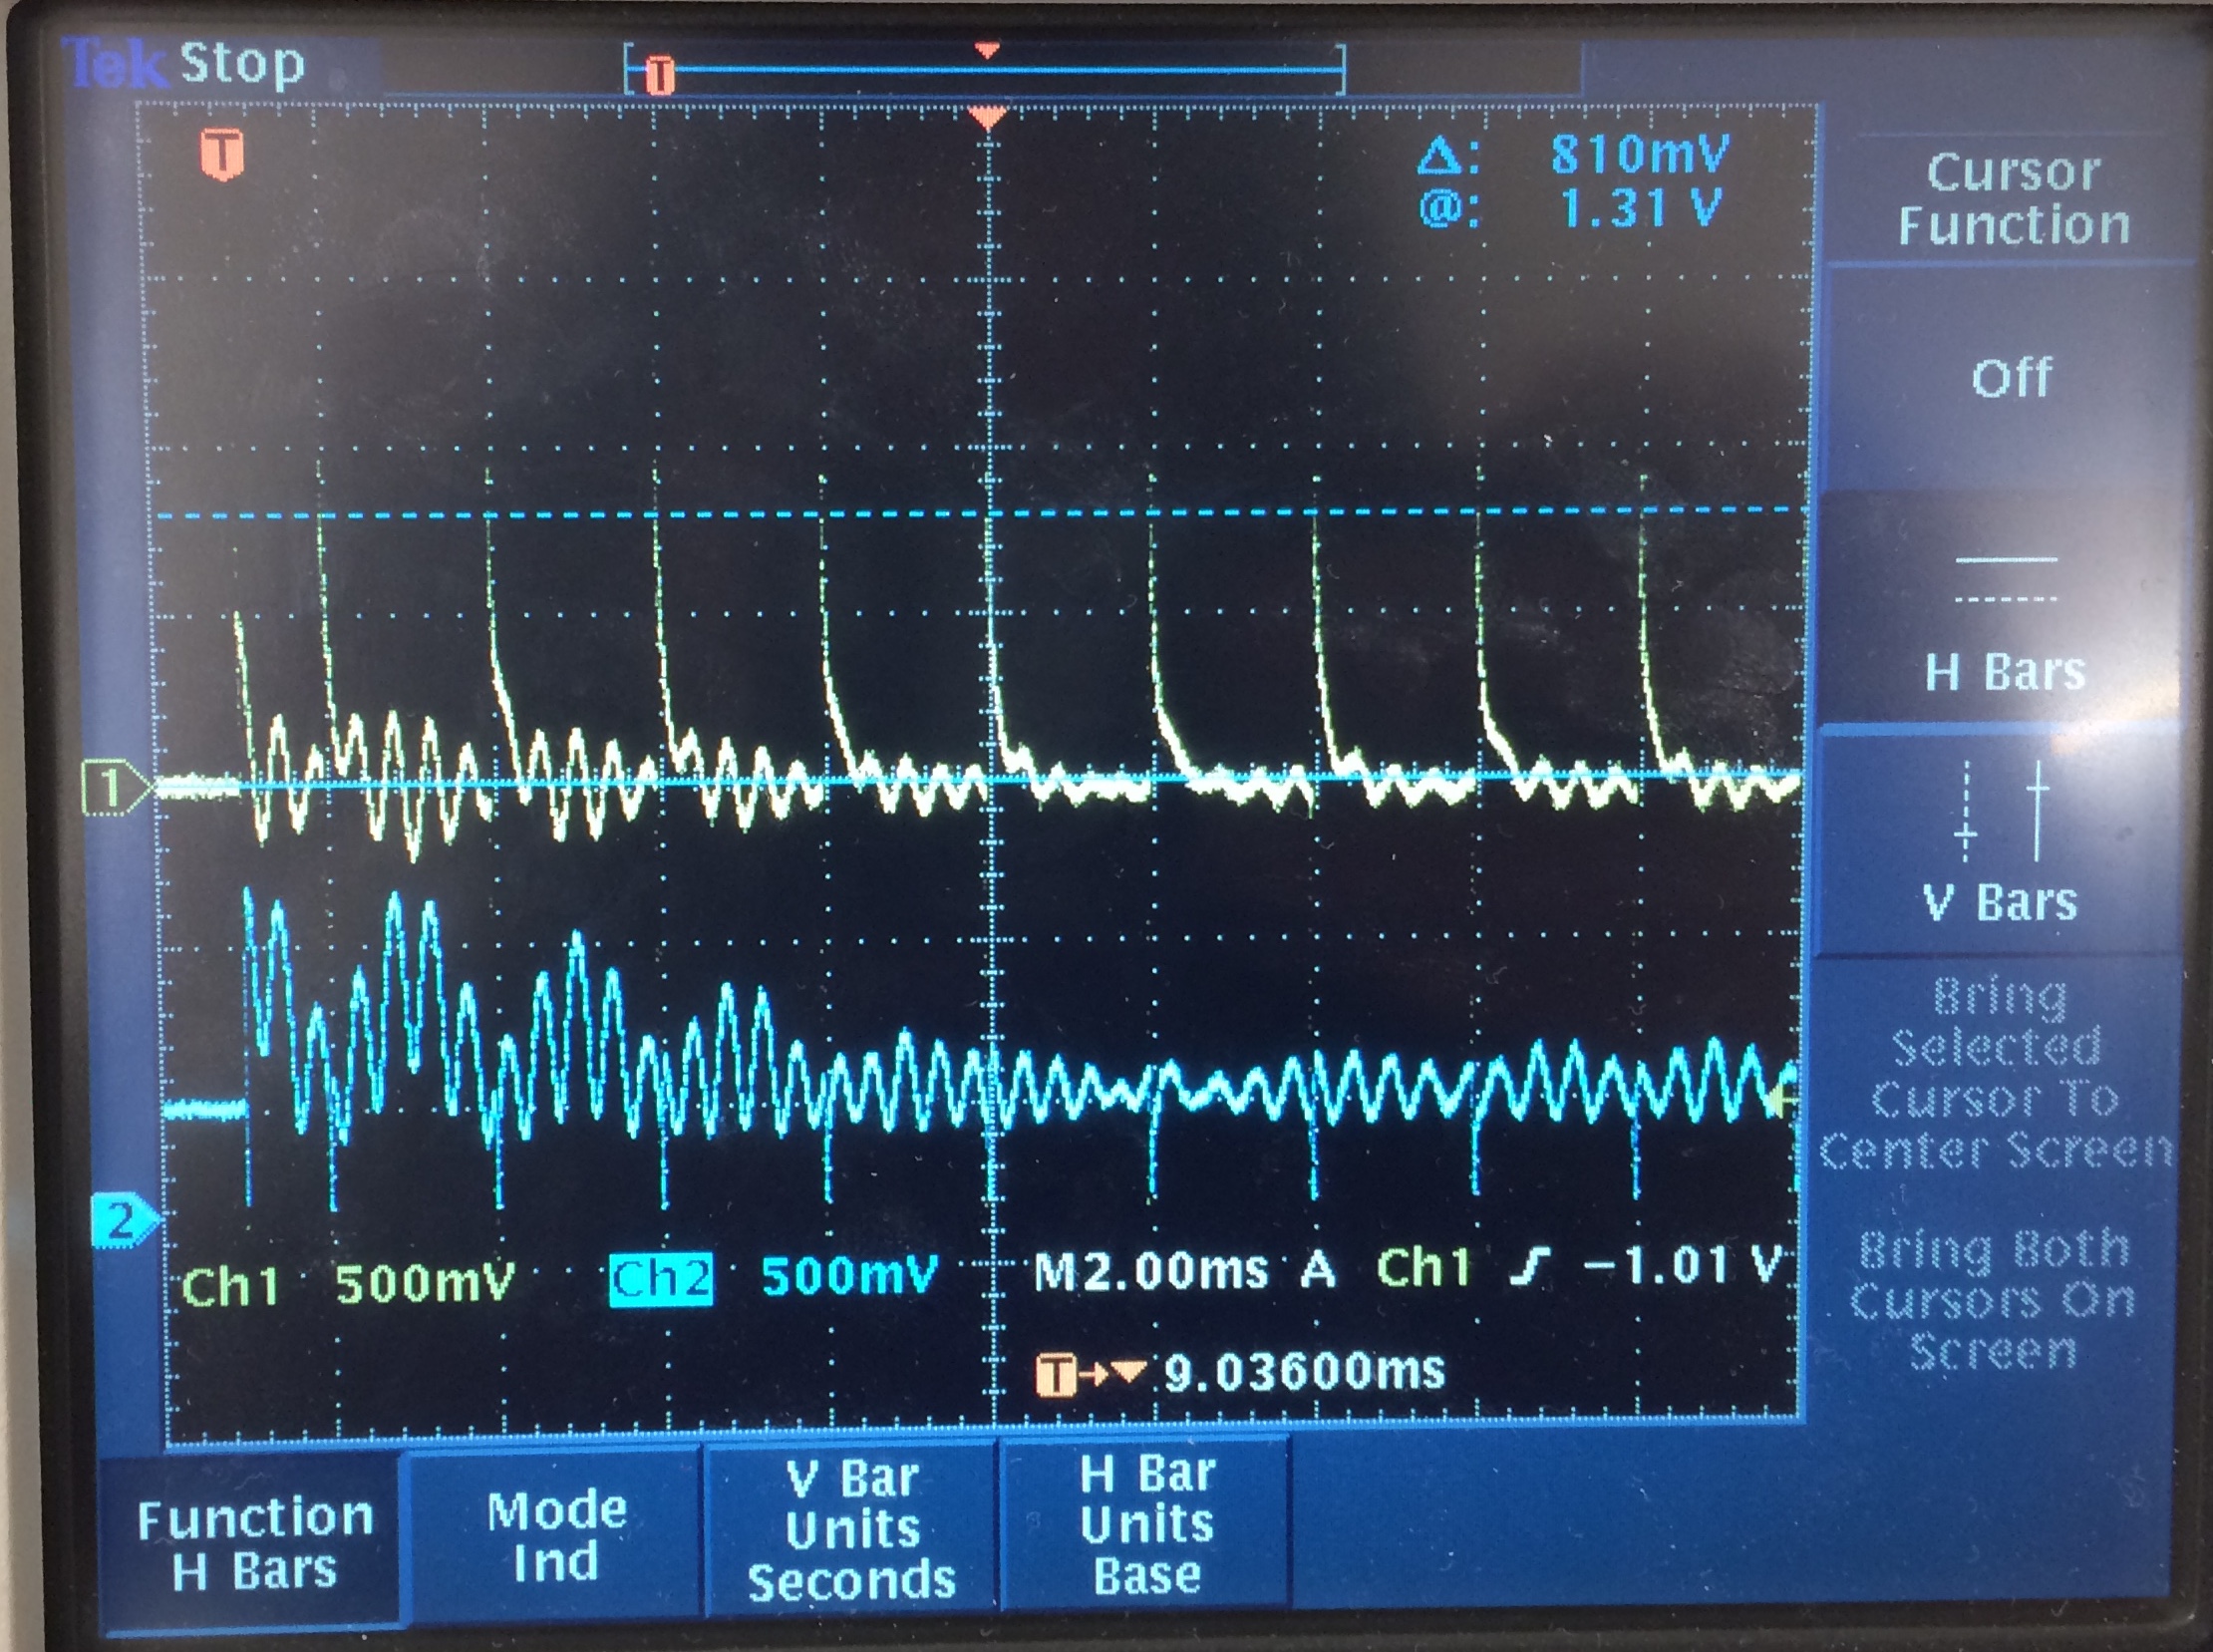 Tek Stop
T
T
Δ: 810mV
@: 1.31 V
Cursor
Function
Off
H Bars
V Bars
Bring
Selected
Cursor To
Center Screen
Bring Both
Cursors On
Screen
1
2
Ch1 500mV Ch2 500mV M2.00ms A Ch1 -1.01 V
T→▼ 9.03600ms
Function
H Bars
Mode
Ind
V Bar
Units
Seconds
H Bar
Units
Base